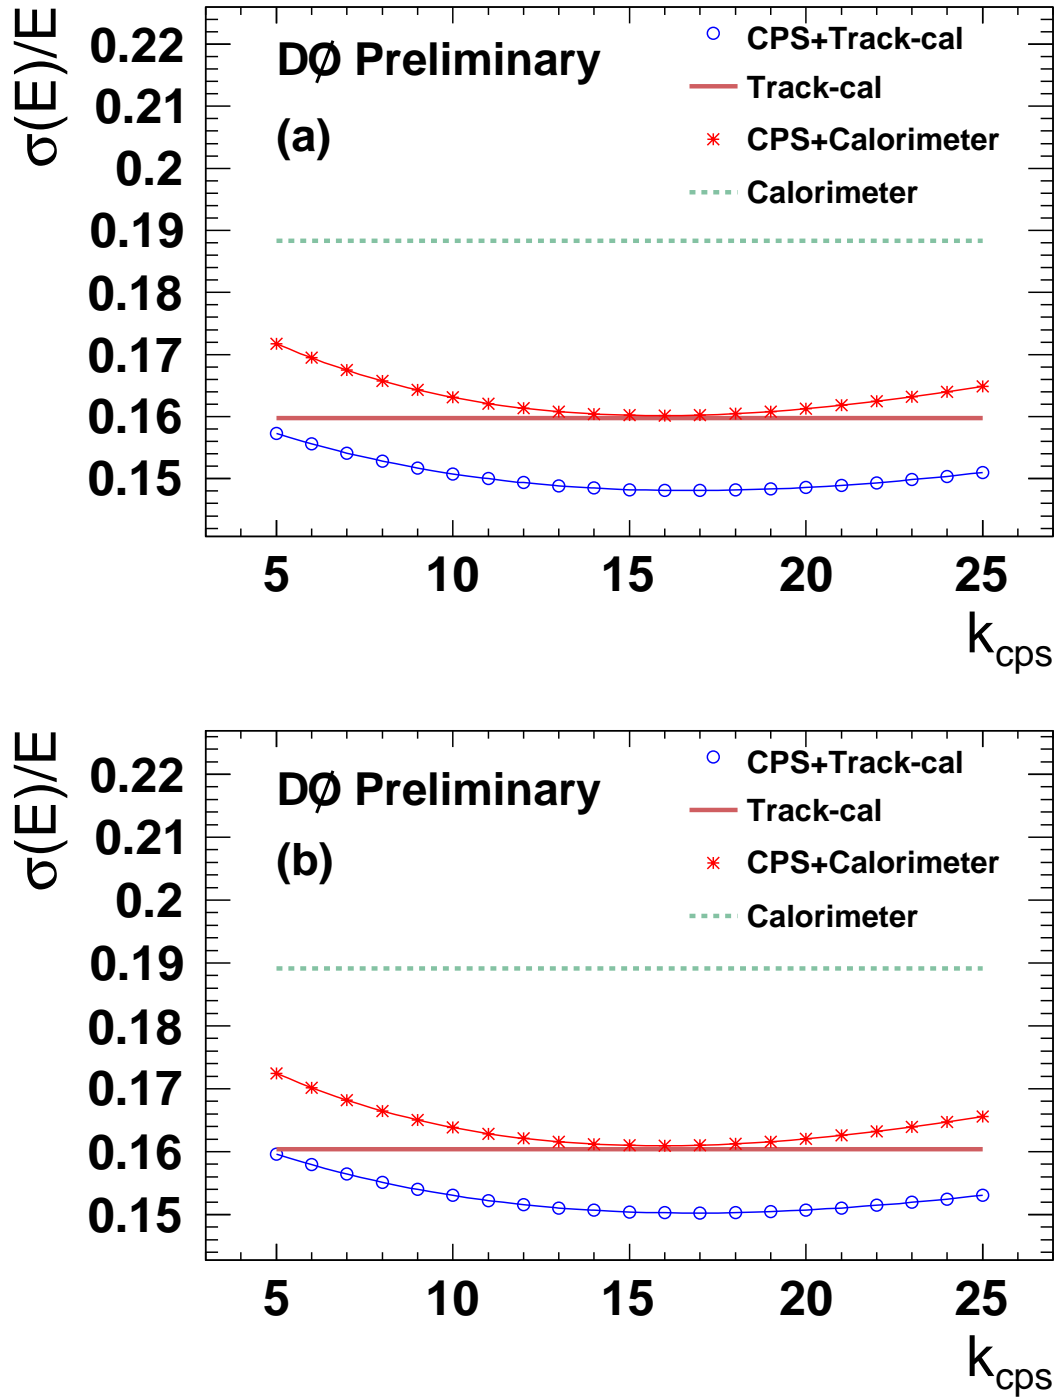 σ(E)/E
0.22
0.21
0.2
0.19
0.18
0.17
0.16
0.15
DØ Preliminary
(a)
CPS+Track-cal
Track-cal
CPS+Calorimeter
Calorimeter
5 10 15 20 25
k_cps
σ(E)/E
0.22
0.21
0.2
0.19
0.18
0.17
0.16
0.15
DØ Preliminary
(b)
CPS+Track-cal
Track-cal
CPS+Calorimeter
Calorimeter
5 10 15 20 25
k_cps